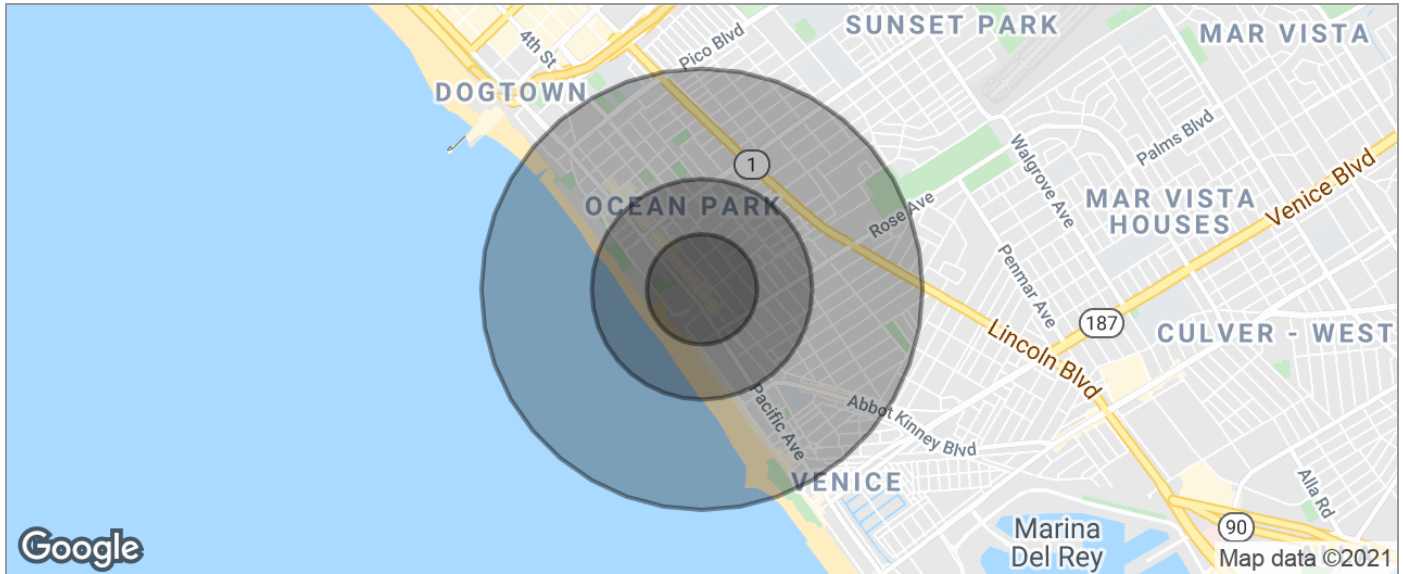 SUNSET PARK
MAR VISTA
4th St
Pico Blvd
DOGTOWN
1
Walgrove Ave
Palms Blvd
OCEAN PARK
Rose Ave
MAR VISTA
HOUSES
Venice Blvd
Penmar Ave
187
CULVER - WEST
Lincoln Blvd
Pacific Ave
Abbot Kinney Blvd
VENICE
Alla Rd
Marina
Del Rey
90
Google
Map data ©2021